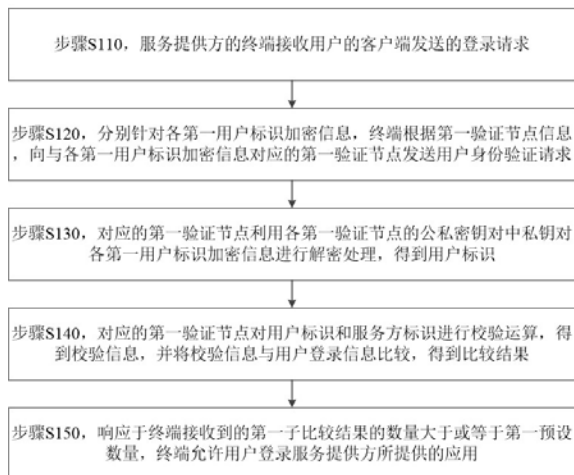 步骤S110，服务提供方的终端接收用户的客户端发送的登录请求
步骤S120，分别针对各第一用户标识加密信息，终端根据第一验证节点信息
，向与各第一用户标识加密信息对应的第一验证节点发送用户身份验证请求
步骤S130，对应的第一验证节点利用各第一验证节点的公私密钥对中私钥对
各第一用户标识加密信息进行解密处理，得到用户标识
步骤S140，对应的第一验证节点对用户标识和服务方标识进行校验运算，得
到校验信息，并将校验信息与用户登录信息比较，得到比较结果
步骤S150，响应于终端接收到的第一子比较结果的数量大于或等于第一预设
数量，终端允许用户登录服务提供方所提供的应用